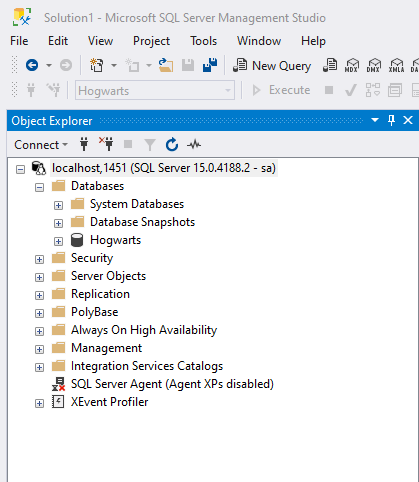 Solution1 - Microsoft SQL Server Management Studio
File Edit View Project Tools Window Help
New Query MDX DMX XMLA
Hogwarts Execute
Object Explorer
Connect
localhost,1451 (SQL Server 15.0.4188.2 - sa)
Databases
System Databases
Database Snapshots
Hogwarts
Security
Server Objects
Replication
PolyBase
Always On High Availability
Management
Integration Services Catalogs
SQL Server Agent (Agent XPs disabled)
XEvent Profiler